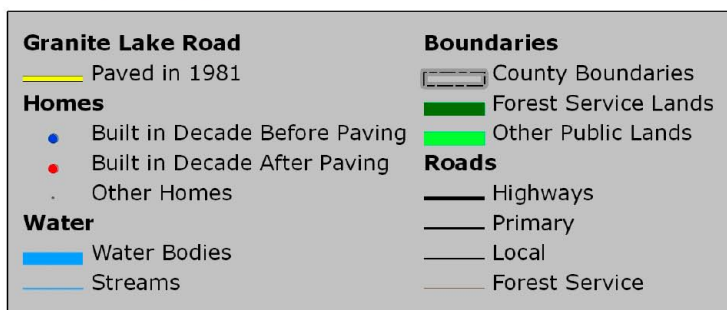 Granite Lake Road
Paved in 1981
Homes
Built in Decade Before Paving
Built in Decade After Paving
Other Homes
Water
Water Bodies
Streams
Boundaries
County Boundaries
Forest Service Lands
Other Public Lands
Roads
Highways
Primary
Local
Forest Service